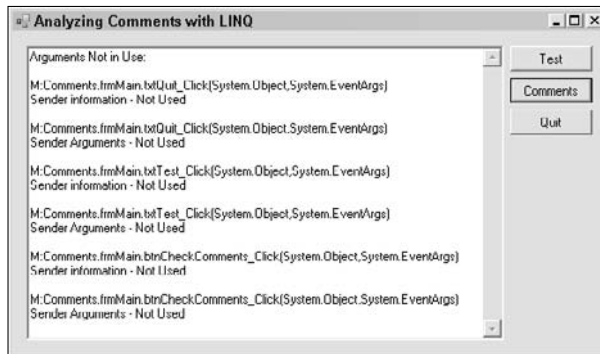 Analyzing Comments with LINQ
Arguments Not in Use:
M:Comments.frmMain.txtQuit_Click(System.Object,System.EventArgs)
Sender information - Not Used
M:Comments.frmMain.txtQuit_Click(System.Object,System.EventArgs)
Sender Arguments - Not Used
M:Comments.frmMain.txtTest_Click(System.Object,System.EventArgs)
Sender information - Not Used
M:Comments.frmMain.txtTest_Click(System.Object,System.EventArgs)
Sender Arguments - Not Used
M:Comments.frmMain.btnCheckComments_Click(System.Object,System.EventArgs)
Sender information - Not Used
M:Comments.frmMain.btnCheckComments_Click(System.Object,System.EventArgs)
Sender Arguments - Not Used
Test
Comments
Quit